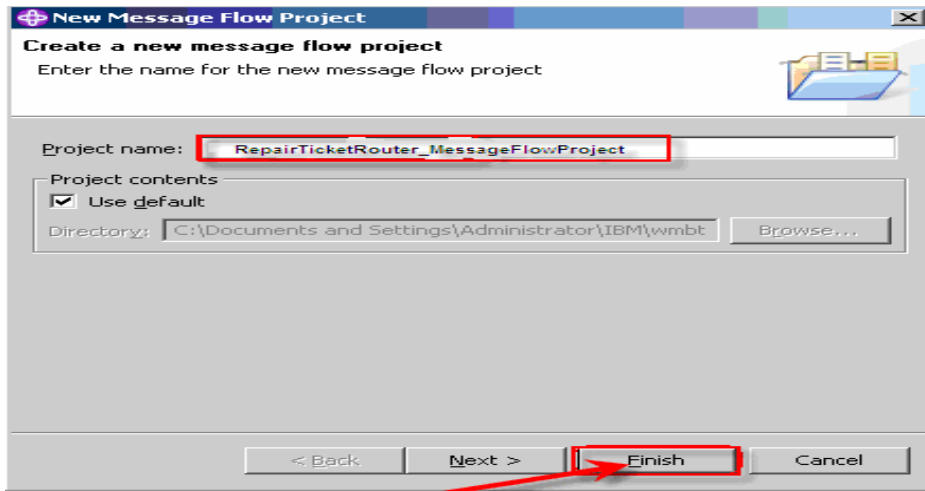 New Message Flow Project
Create a new message flow project
Enter the name for the new message flow project
Project name: RepairTicketRouter_MessageFlowProject
Project contents
Use default
Directory: C:\Documents and Settings\Administrator\IBM\wmbt Browse...
< Back Next > Finish Cancel